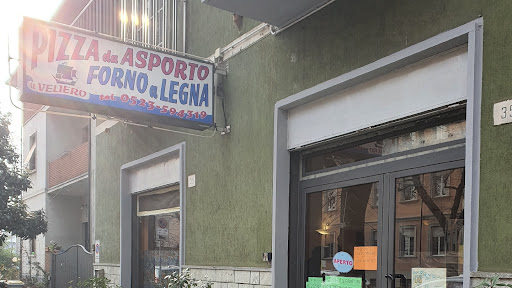 PIZZA da ASPORTO
FORNO a LEGNA
IL VELIERO
tel. 0523-594319
APERTO